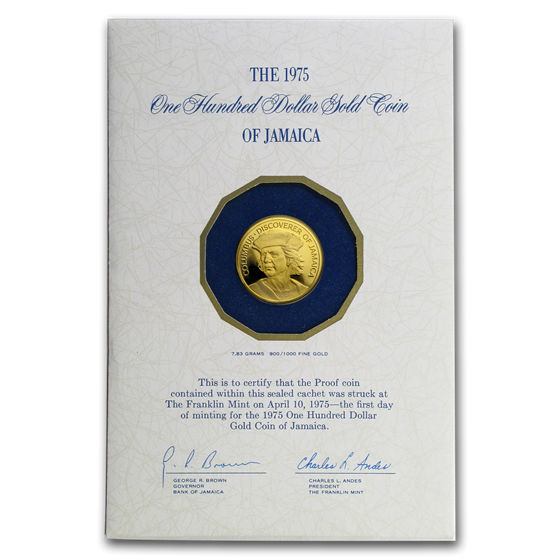 THE 1975
One Hundred Dollar Gold Coin
OF JAMAICA
COLUMBUS · DISCOVERER OF JAMAICA
7.83 GRAMS 900/1000 FINE GOLD
This is to certify that the Proof coin
contained within this sealed cachet was struck at
The Franklin Mint on April 10, 1975—the first day
of minting for the 1975 One Hundred Dollar
Gold Coin of Jamaica.
G. R. Brown
GEORGE R. BROWN
GOVERNOR
BANK OF JAMAICA
Charles L. Andes
CHARLES L. ANDES
PRESIDENT
THE FRANKLIN MINT